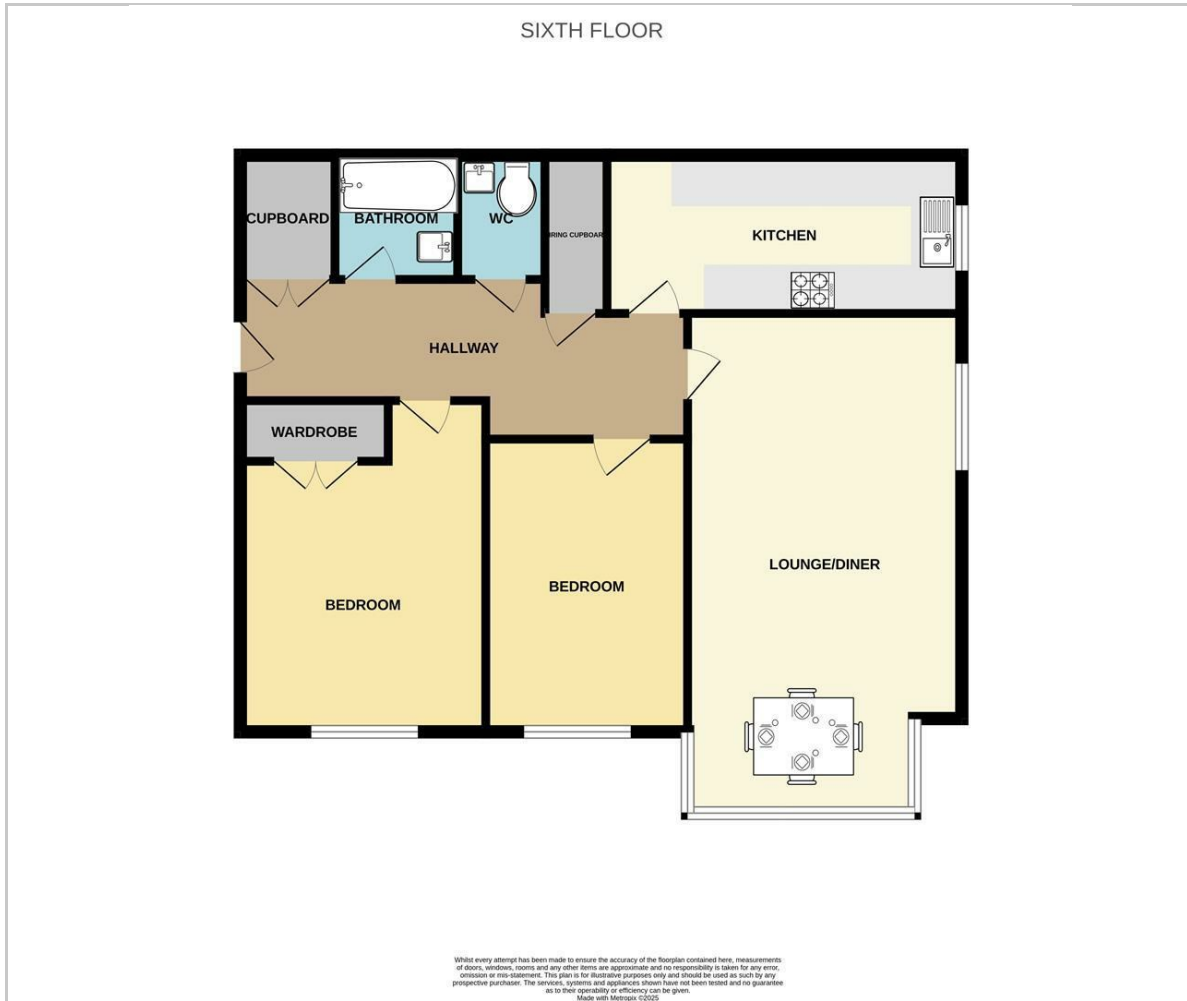 SIXTH FLOOR
CUPBOARD
BATHROOM
WC
IRING CUPBOAR
KITCHEN
HALLWAY
WARDROBE
LOUNGE/DINER
BEDROOM
BEDROOM
Whilst every attempt has been made to ensure the accuracy of the floorplan contained here, measurements
of doors, windows, rooms and any other items are approximate and no responsibility is taken for any error,
omission or mis-statement. This plan is for illustrative purposes only and should be used as such by any
prospective purchaser. The services, systems and appliances shown have not been tested and no guarantee
as to their operability or efficiency can be given.
Made with Metropix ©2025